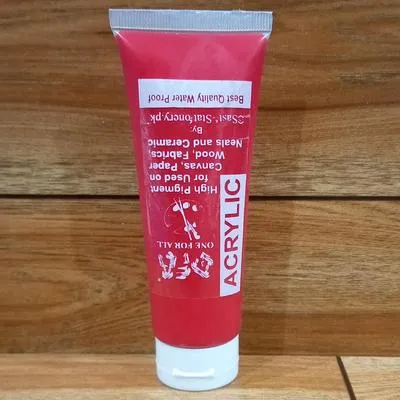 ONE FOR ALL
ACRYLIC
High Pigment
for Used on
Canvas, Paper
Wood, Fabrics,
Neals and Ceramic
By:
©Sasti-Stationery.pk
Best Quality Water Proof